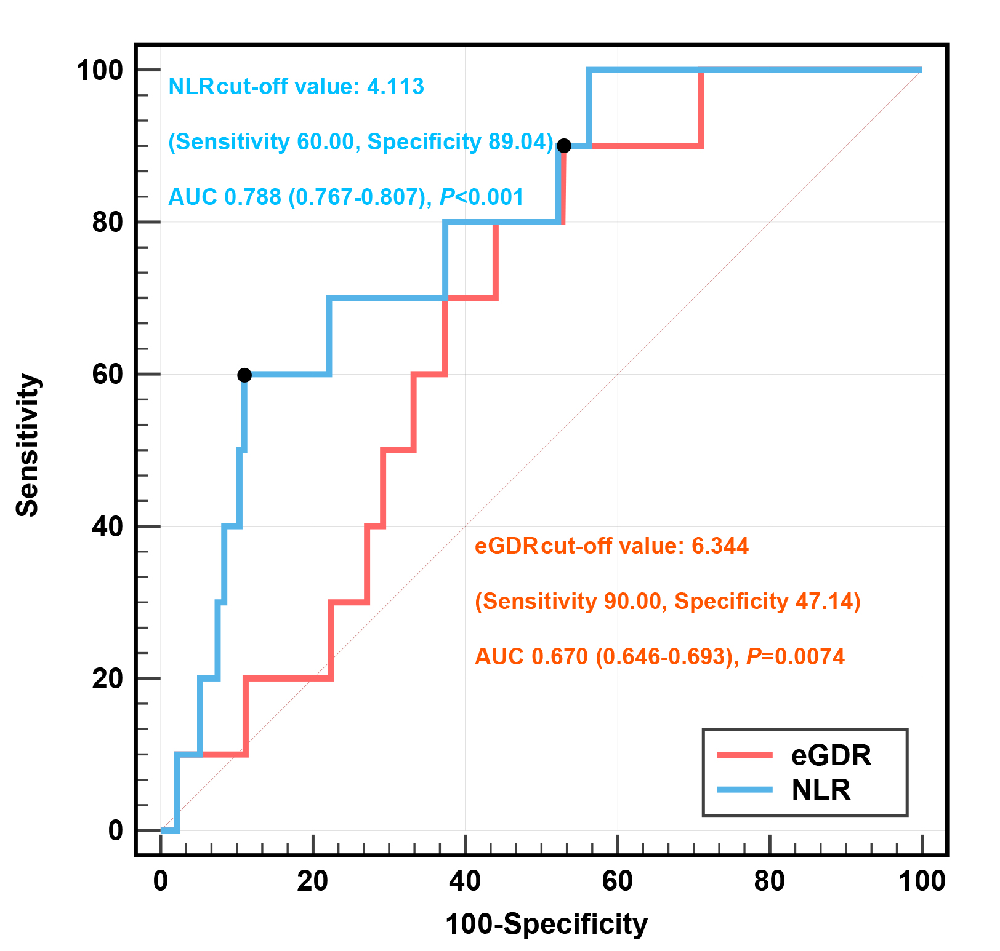 100
80
60
40
20
0
Sensitivity
NLRcut-off value: 4.113
(Sensitivity 60.00, Specificity 89.04)
AUC 0.788 (0.767-0.807), P<0.001
eGDRcut-off value: 6.344
(Sensitivity 90.00, Specificity 47.14)
AUC 0.670 (0.646-0.693), P=0.0074
eGDR
NLR
0 20 40 60 80 100
100-Specificity